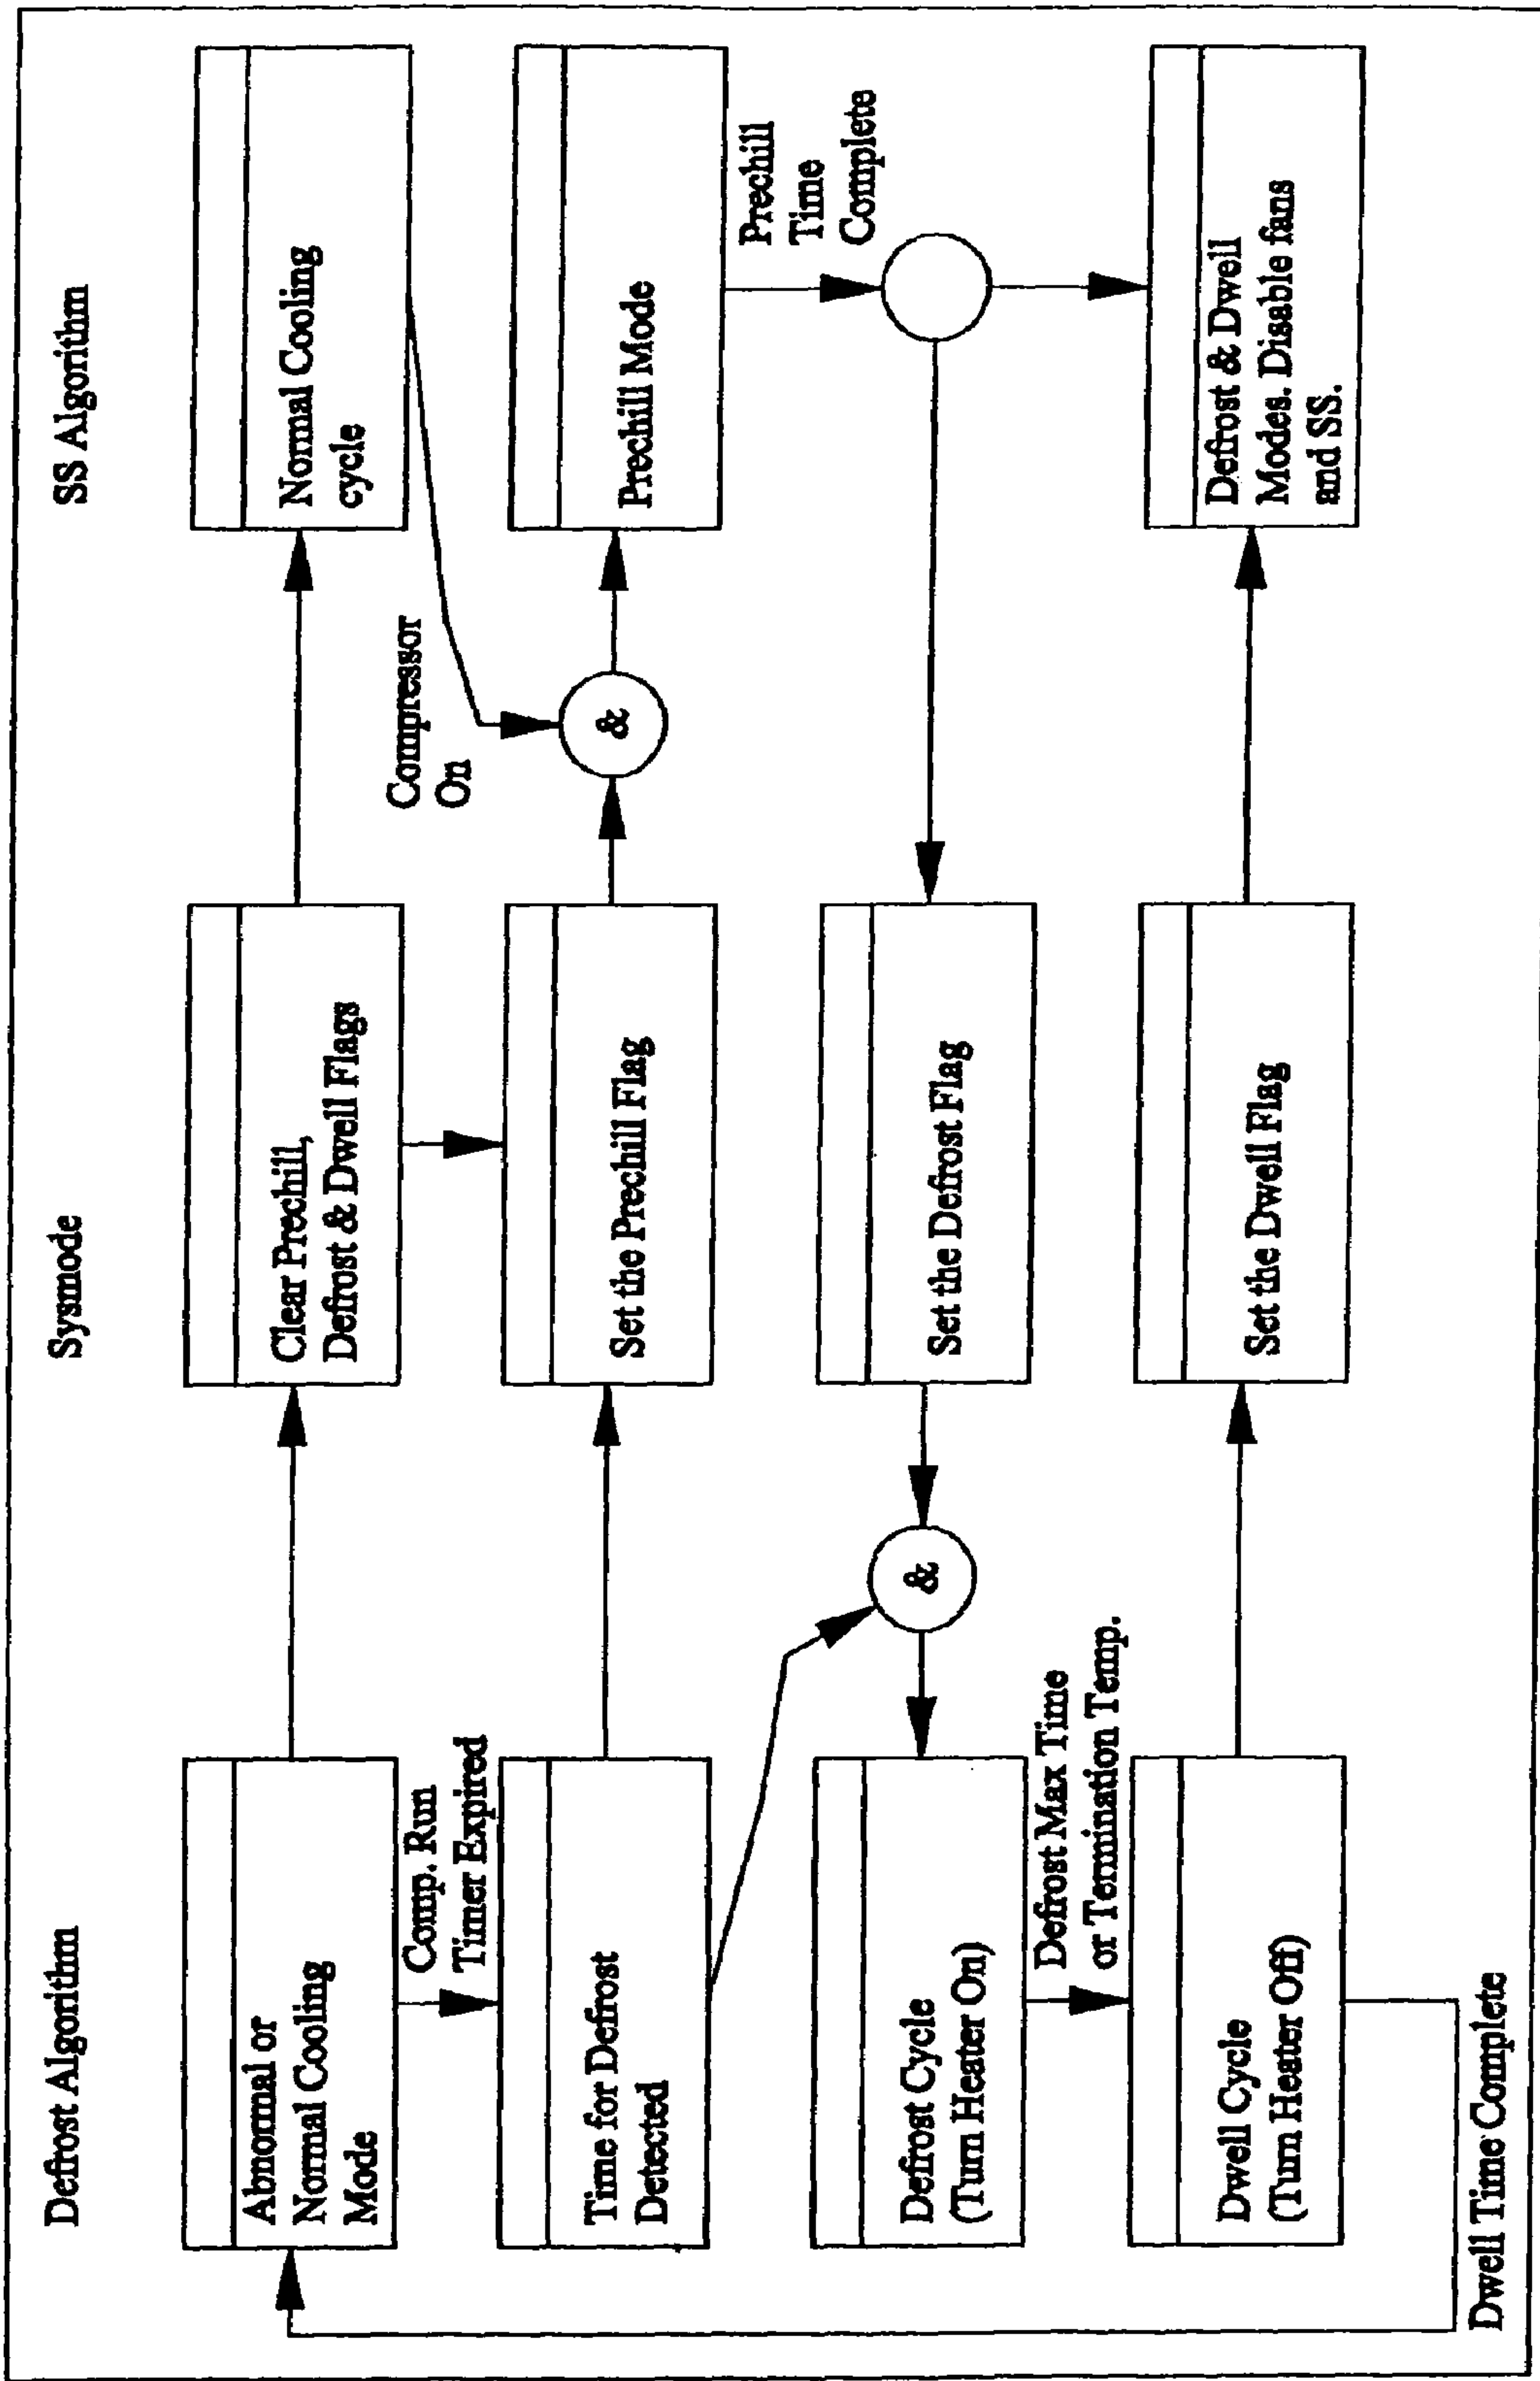 Defrost Algorithm
Sysmode
SS Algorithm
Abnormal or
Normal Cooling
Mode
Clear Prechill,
Defrost & Dwell Flags
Normal Cooling
cycle
Comp. Run
Timer Expired
Compressor
On
Time for Defrost
Detected
Set the Prechill Flag
&
Prechill Mode
Prechill
Time
Complete
&
Defrost Cycle
(Turn Heater On)
Set the Defrost Flag
Defrost Max Time
or Termination Temp.
Dwell Cycle
(Turn Heater Off)
Set the Dwell Flag
Defrost & Dwell
Modes. Disable fans
and SS.
Dwell Time Complete